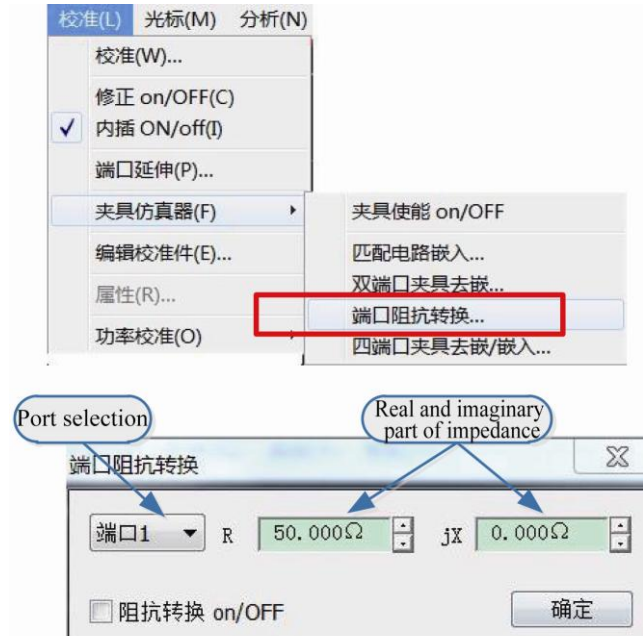 校准(L) 光标(M) 分析(N)
校准(W)...
修正 on/OFF(C)
内插 ON/off(I)
端口延伸(P)...
夹具仿真器(F)
夹具使能 on/OFF
编辑校准件(E)...
匹配电路嵌入...
双端口夹具去嵌...
属性(R)...
端口阻抗转换...
功率校准(O)
四端口夹具去嵌/嵌入...
Port selection
Real and imaginary
part of impedance
端口阻抗转换
端口1 R 50.000Ω jX 0.000Ω
阻抗转换 on/OFF 确定